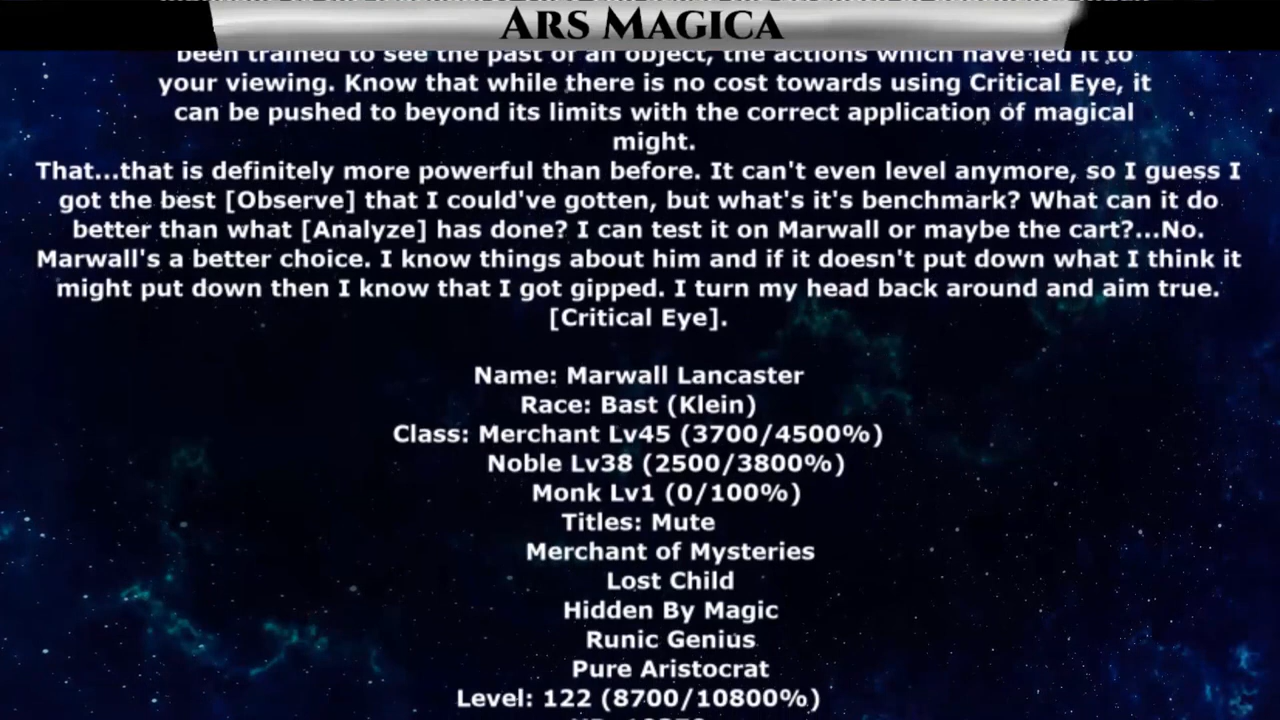 Ars Magica
been trained to see the past of an object, the actions which have led it to
your viewing. Know that while there is no cost towards using Critical Eye, it
can be pushed to beyond its limits with the correct application of magical
might.
That...that is definitely more powerful than before. It can't even level anymore, so I guess I
got the best [Observe] that I could've gotten, but what's it's benchmark? What can it do
better than what [Analyze] has done? I can test it on Marwall or maybe the cart?...No.
Marwall's a better choice. I know things about him and if it doesn't put down what I think it
might put down then I know that I got gipped. I turn my head back around and aim true.
[Critical Eye].
Name: Marwall Lancaster
Race: Bast (Klein)
Class: Merchant Lv45 (3700/4500%)
Noble Lv38 (2500/3800%)
Monk Lv1 (0/100%)
Titles: Mute
Merchant of Mysteries
Lost Child
Hidden By Magic
Runic Genius
Pure Aristocrat
Level: 122 (8700/10800%)